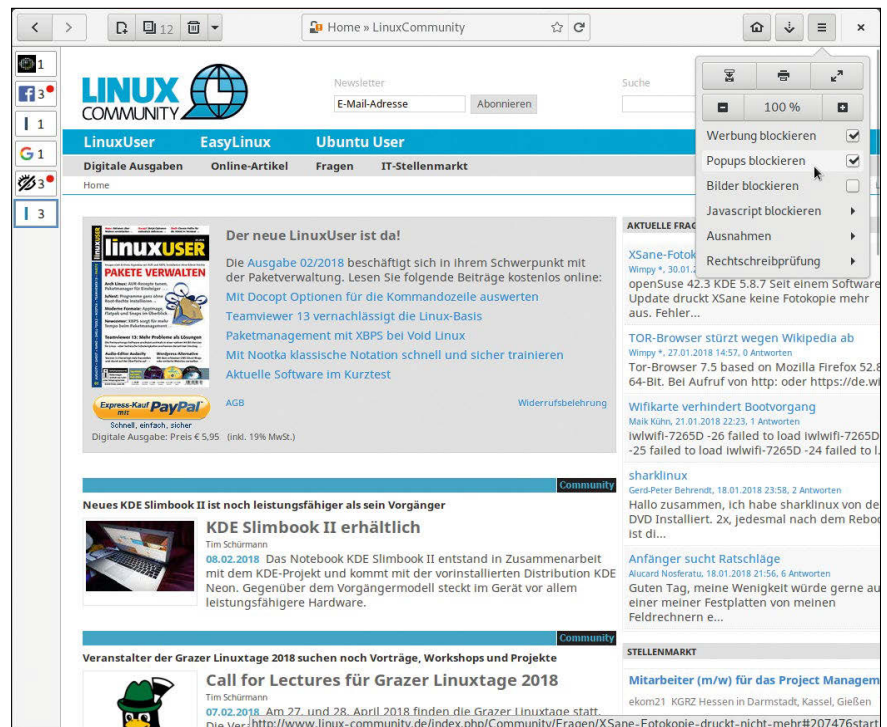 12
Home » LinuxCommunity
1
3
1
1
3
3
LINUX
COMMUNITY
Newsletter
E-Mail-Adresse
Abonnieren
Suche
100 %
Werbung blockieren
Popups blockieren
Bilder blockieren
Javascript blockieren
Ausnahmen
Rechtschreibprüfung
LinuxUser EasyLinux Ubuntu User
Digitale Ausgaben Online-Artikel Fragen IT-Stellenmarkt
Home
linuxUSER
PAKETE VERWALTEN
Der neue LinuxUser ist da!
Die Ausgabe 02/2018 beschäftigt sich in ihrem Schwerpunkt mit
der Paketverwaltung. Lesen Sie folgende Beiträge kostenlos online:
Mit Docopt Optionen für die Kommandozeile auswerten
Teamviewer 13 vernachlässigt die Linux-Basis
Paketmanagement mit XBPS bei Void Linux
Mit Nootka klassische Notation schnell und sicher trainieren
Aktuelle Software im Kurztest
AGB Widerrufsbelehrung
Express-Kauf PayPal
mit
Schnell, einfach, sicher
Digitale Ausgabe: Preis € 5,95 (inkl. 19% MwSt.)
Community
Neues KDE Slimbook II ist noch leistungsfähiger als sein Vorgänger
KDE Slimbook II erhältlich
Tim Schürmann
08.02.2018 Das Notebook KDE Slimbook II entstand in Zusammenarbeit
mit dem KDE-Projekt und kommt mit der vorinstallierten Distribution KDE
Neon. Gegenüber dem Vorgängermodell steckt im Gerät vor allem
leistungsfähigere Hardware.
Community
Veranstalter der Grazer Linuxtage 2018 suchen noch Vorträge, Workshops und Projekte
Call for Lectures für Grazer Linuxtage 2018
Tim Schürmann
07.02.2018 Am 27. und 28. April 2018 finden die Grazer Linuxtage statt.
AKTUELLE FRAG
XSane-Fotok
Wimpy *, 30.01.2
openSuse 42.3 KDE 5.8.7 Seit einem Software
Update druckt XSane keine Fotokopie mehr
aus. Fehler...
TOR-Browser stürzt wegen Wikipedia ab
Wimpy *, 27.01.2018 14:57, 0 Antworten
Tor-Browser 7.5 based on Mozilla Firefox 52.8
64-Bit. Bei Aufruf von http: oder https://de.wi
Wifikarte verhindert Bootvorgang
Maik Kühn, 21.01.2018 22:23, 1 Antworten
iwlwifi-7265D -26 failed to load iwlwifi-7265D
-25 failed to load iwlwifi-7265D -24 failed to l.
sharklinux
Gerd-Peter Behrendt, 18.01.2018 23:58, 2 Antworten
Hallo zusammen, ich habe sharklinux von de
DVD Installiert. 2x, jedesmal nach dem Reboo
ist di...
Anfänger sucht Ratschläge
Alucard Nosferatu, 18.01.2018 21:56, 6 Antworten
Guten Tag, meine Wenigkeit würde gerne au
einer meiner Festplatten von meinen
Feldrechnern e...
STELLENMARKT
Mitarbeiter (m/w) für das Project Managem
ekom21 KGRZ Hessen in Darmstadt, Kassel, Gießen
http://www.linux-community.de/index.php/Community/Fragen/XSane-Fotokopie-druckt-nicht-mehr#207476start